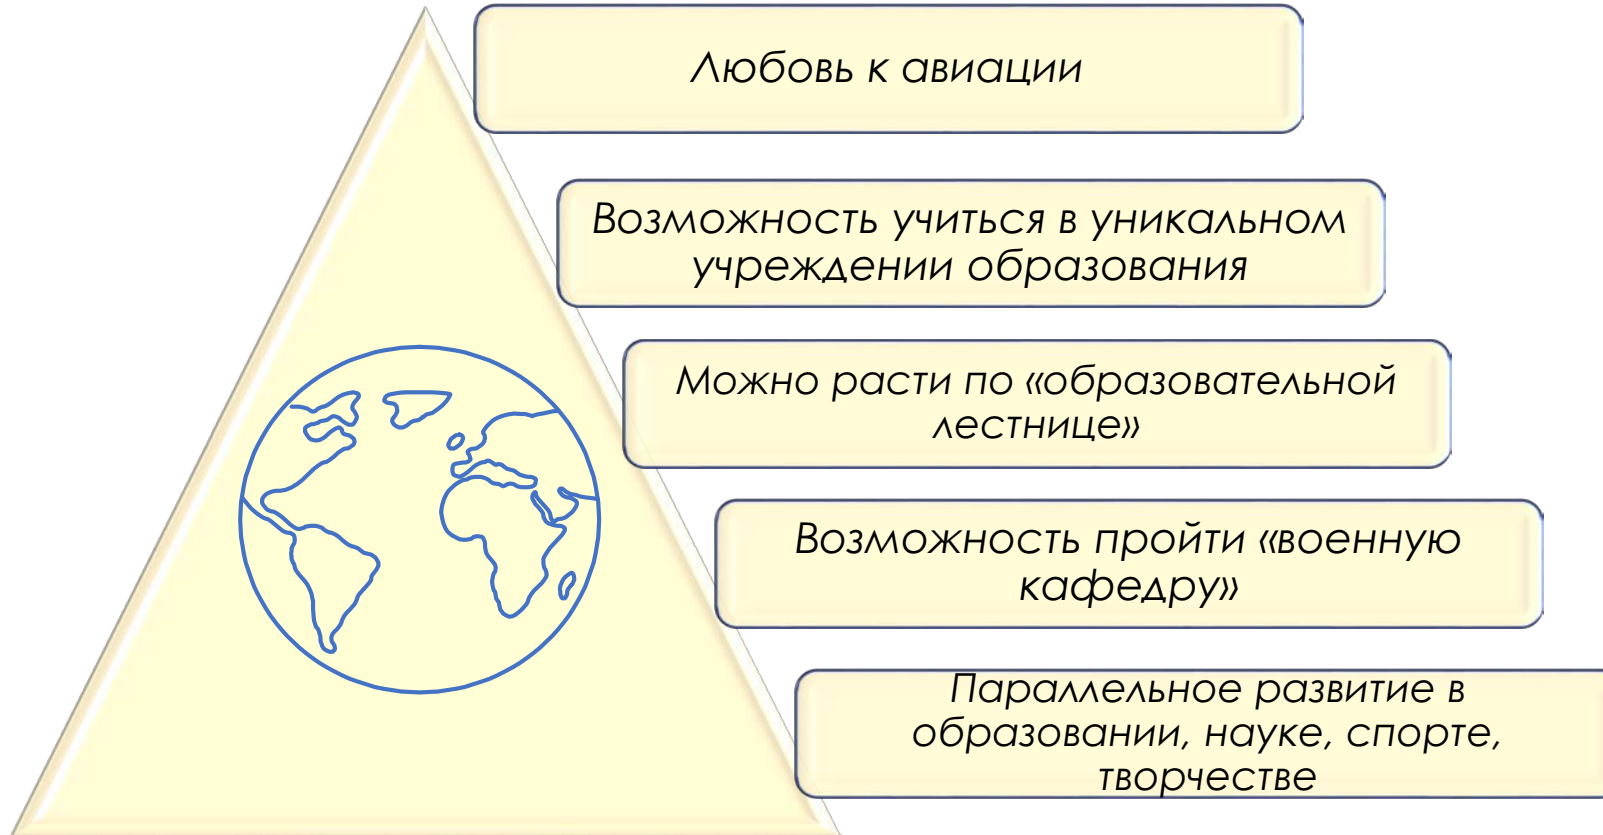 Любовь к авиации
Возможность учиться в уникальном
учреждении образования
Можно расти по «образовательной
лестнице»
Возможность пройти «военную
кафедру»
Параллельное развитие в
образовании, науке, спорте,
творчестве